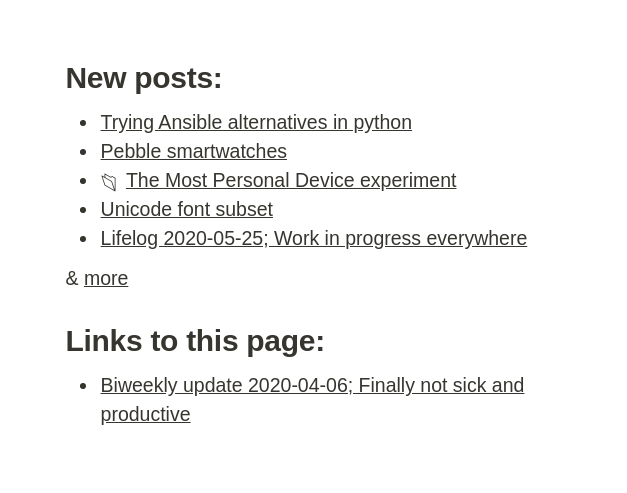 New posts:
Trying Ansible alternatives in python
Pebble smartwatches
The Most Personal Device experiment
Unicode font subset
Lifelog 2020-05-25; Work in progress everywhere
& more
Links to this page:
Biweekly update 2020-04-06; Finally not sick and
productive